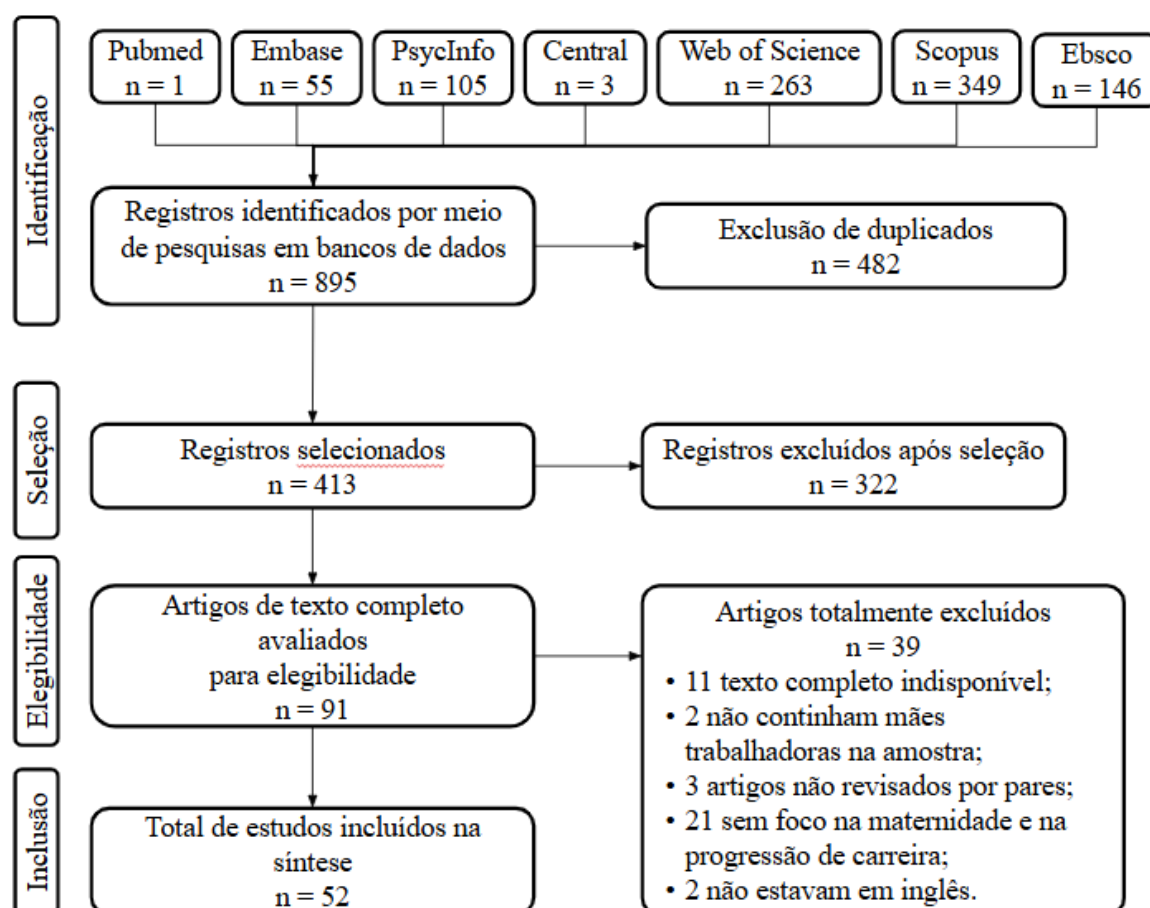 Identificação
Pubmed
n = 1
Embase
n = 55
PsycInfo
n = 105
Central
n = 3
Web of Science
n = 263
Scopus
n = 349
Ebsco
n = 146
Registros identificados por meio
de pesquisas em bancos de dados
n = 895
Exclusão de duplicados
n = 482
Seleção
Registros selecionados
n = 413
Registros excluídos após seleção
n = 322
Elegibilidade
Artigos de texto completo
avaliados
para elegibilidade
n = 91
Artigos totalmente excluídos
n = 39
• 11 texto completo indisponível;
• 2 não continham mães
trabalhadoras na amostra;
• 3 artigos não revisados por pares;
• 21 sem foco na maternidade e na
progressão de carreira;
• 2 não estavam em inglês.
Inclusão
Total de estudos incluídos na
síntese
n = 52